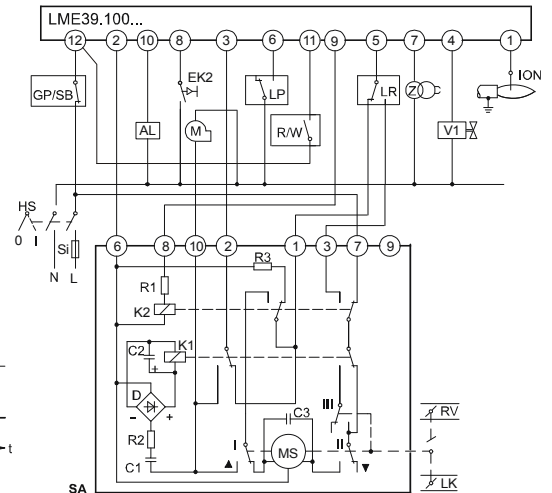 LME39.100...
12 2 10 8 3 6 11 9 5 7 4 1
EK2
ION
GP/SB
LP
LR
Z
C
AL
M
R/W
V1
HS
0 I
Si
N L
6 8 10 2 1 3 7 9
R3
R1
K2
I
II
C2
K1
+
D
- +
III
C3
RV
R2
I
MS
II
t
C1
SA
LK